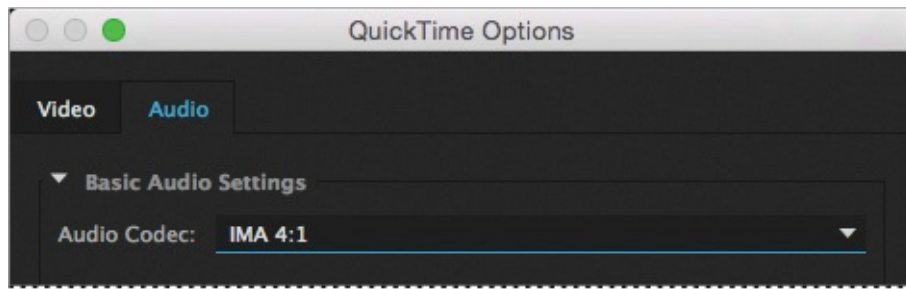 QuickTime Options
Video Audio
Basic Audio Settings
Audio Codec: IMA 4:1